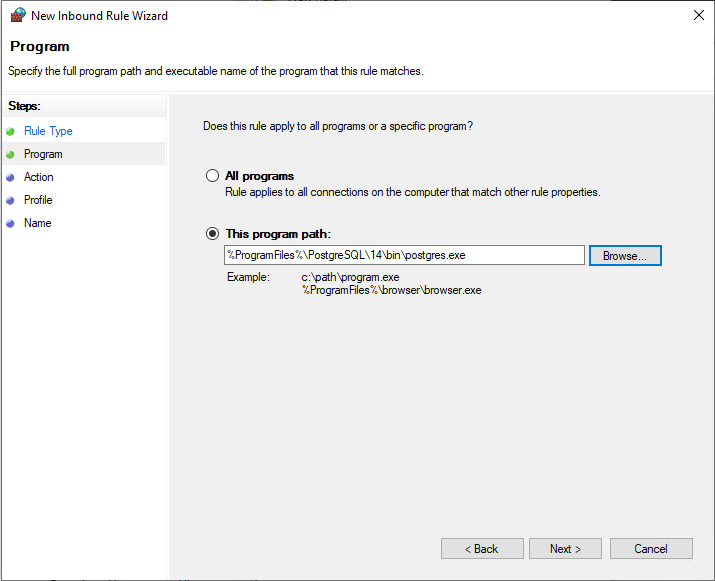 New Inbound Rule Wizard
Program
Specify the full program path and executable name of the program that this rule matches.
Steps:
Rule Type
Program
Action
Profile
Name
Does this rule apply to all programs or a specific program?
All programs
Rule applies to all connections on the computer that match other rule properties.
This program path:
%ProgramFiles%\PostgreSQL\14\bin\postgres.exe
Browse...
Example: c:\path\program.exe
%ProgramFiles%\browser\browser.exe
< Back
Next >
Cancel